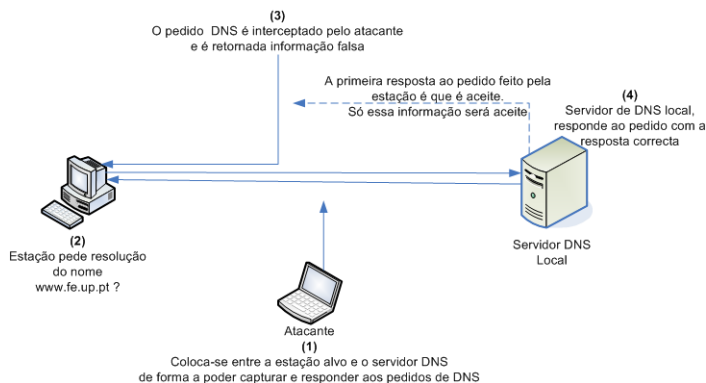 (3)
O pedido DNS é interceptado pelo atacante
e é retornada informação falsa
A primeira resposta ao pedido feito pela
estação é que é aceite.
Só essa informação será aceite
(4)
Servidor de DNS local,
responde ao pedido com a
resposta correcta
(2)
Estação pede resolução
do nome
www.fe.up.pt ?
Servidor DNS
Local
Atacante
(1)
Coloca-se entre a estação alvo e o servidor DNS
de forma a poder capturar e responder aos pedidos de DNS